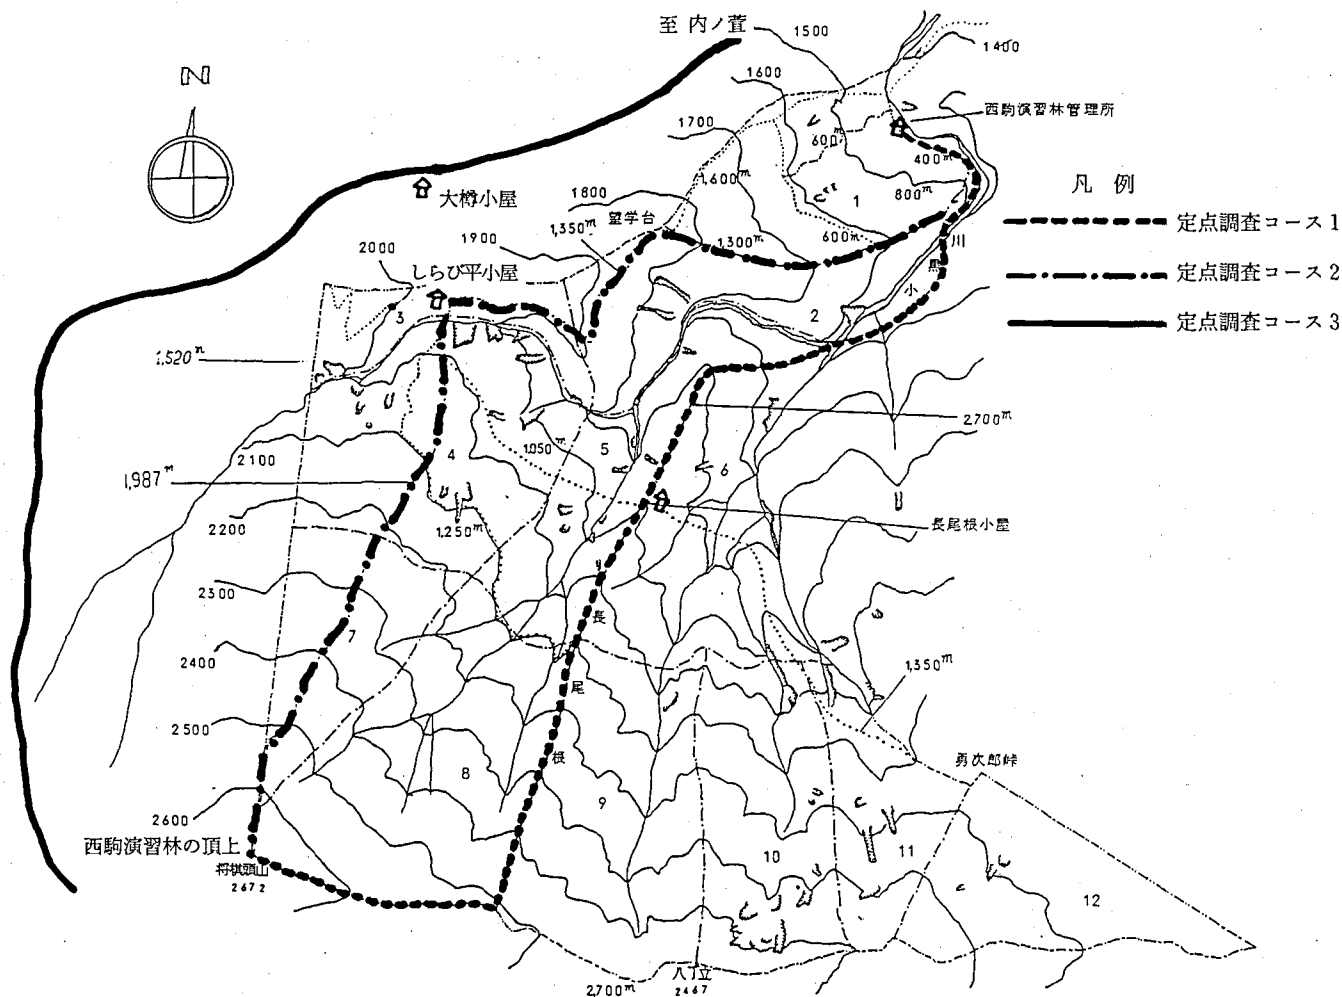 至 内ノ萱
1500
1400
N
1600
西駒演習林管理所
1700
600m
400m
凡 例
1,600m
大樽小屋
1800
1
800m
定点調査コース 1
望学台
1,350m
1,300m
600m
川
1900
黒
2000
しらび平小屋
定点調査コース 2
小
3
2
定点調査コース 3
1,520m
2,700m
1,050m
5
2100
4
6
1,987m
長尾根小屋
2200
1,250m
2300
長
7
2400
1,350m
尾
2500
勇次郎峠
根
8
9
2600
西駒演習林の頂上
10
11
将棋頭山
2672
12
八丁立
2,700m
2467